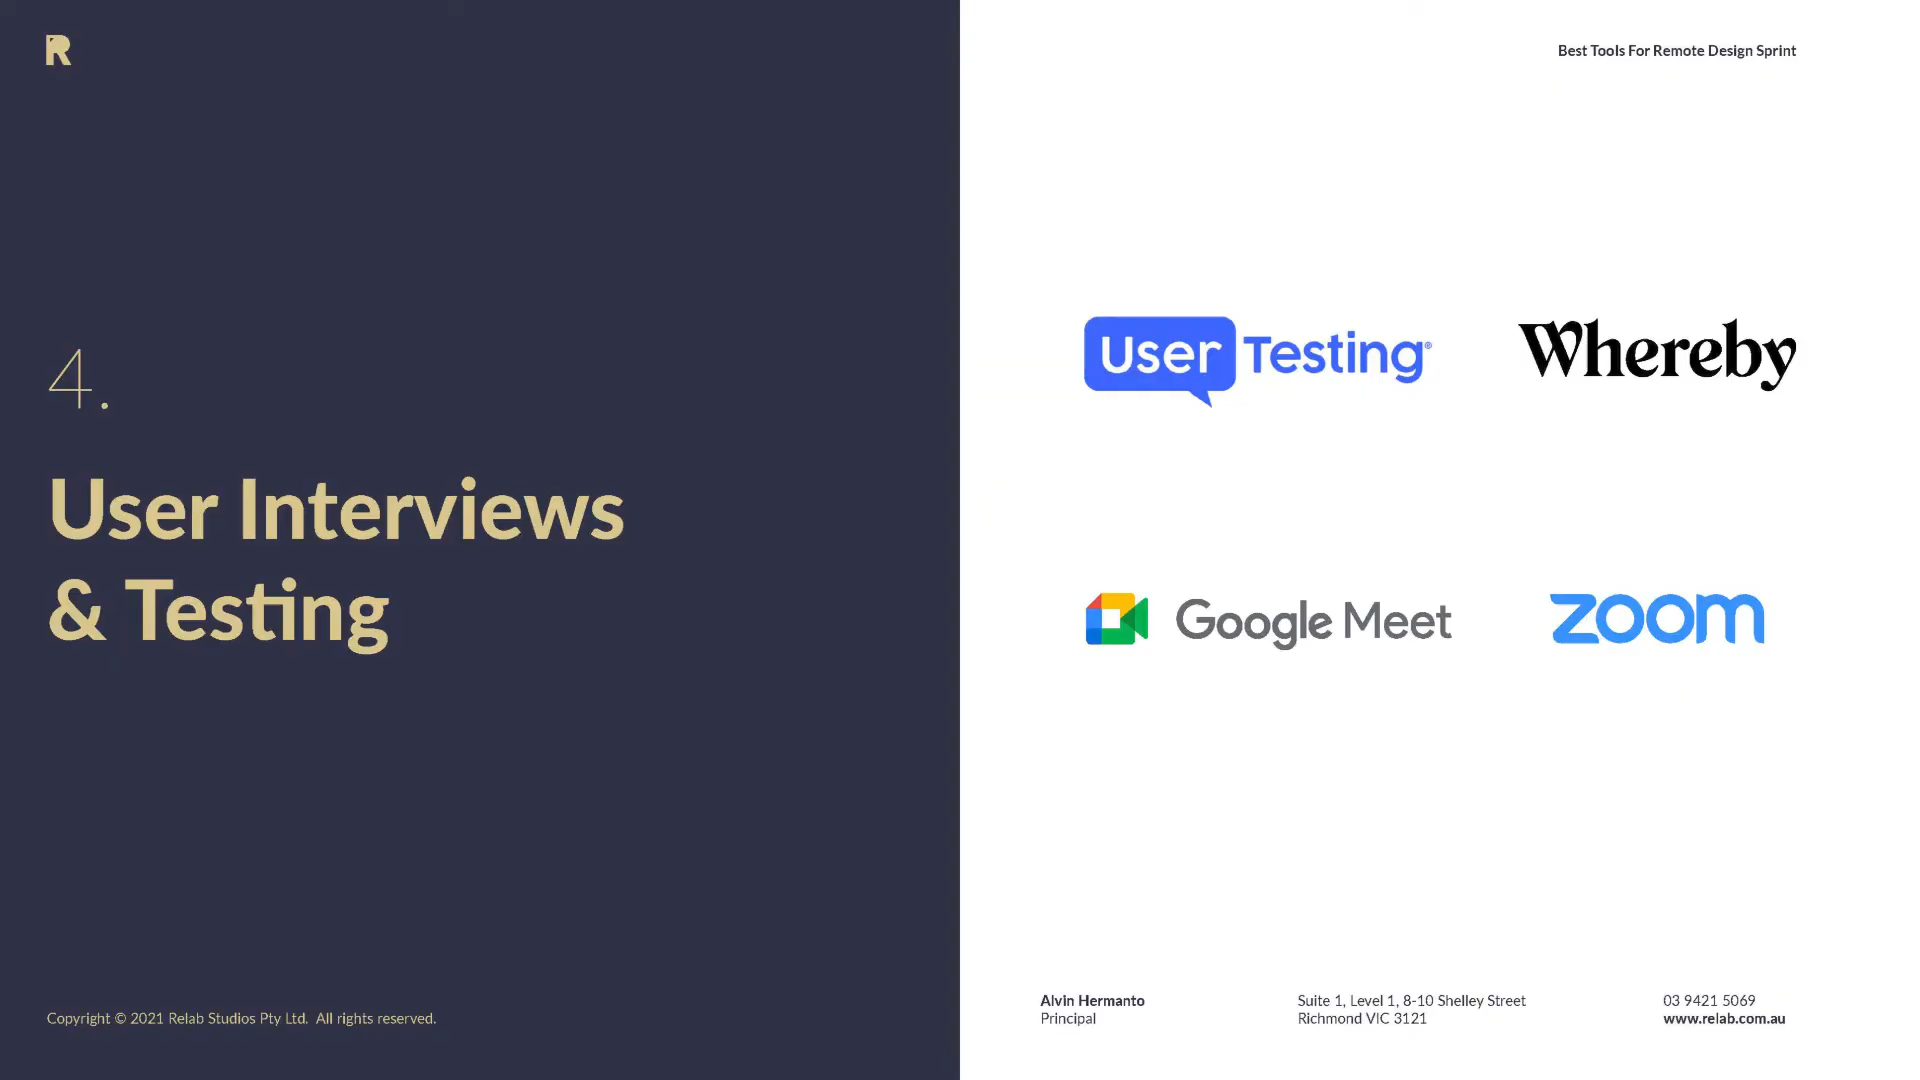 R
Best Tools For Remote Design Sprint
4.
User Interviews
& Testing
User Testing®
Whereby
Google Meet
zoom
Copyright © 2021 Relab Studios Pty Ltd. All rights reserved.
Alvin Hermanto
Principal
Suite 1, Level 1, 8-10 Shelley Street
Richmond VIC 3121
03 9421 5069
www.relab.com.au